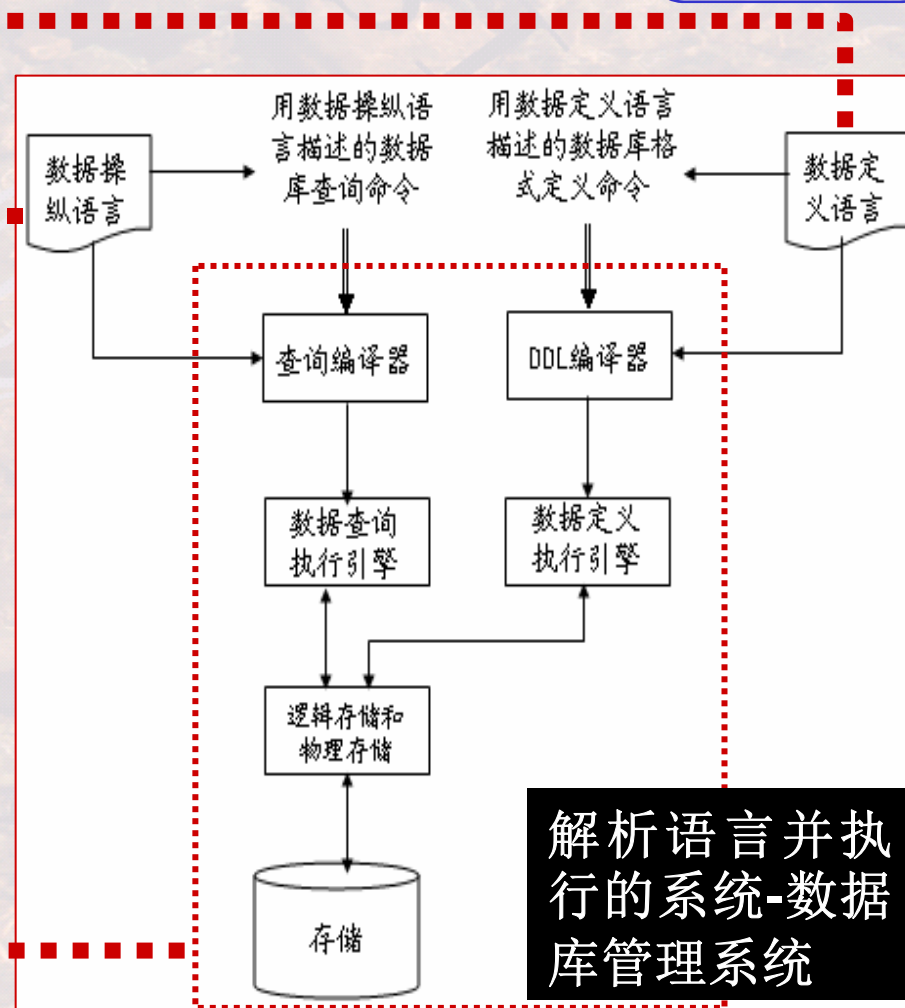 用数据操纵语
言描述的数据
库查询命令
用数据定义语言
描述的数据库格
式定义命令
数据操
纵语言
数据定
义语言
查询编译器
DDL编译器
数据查询
执行引擎
数据定义
执行引擎
逻辑存储和
物理存储
存储
解析语言并执
行的系统-数据
库管理系统